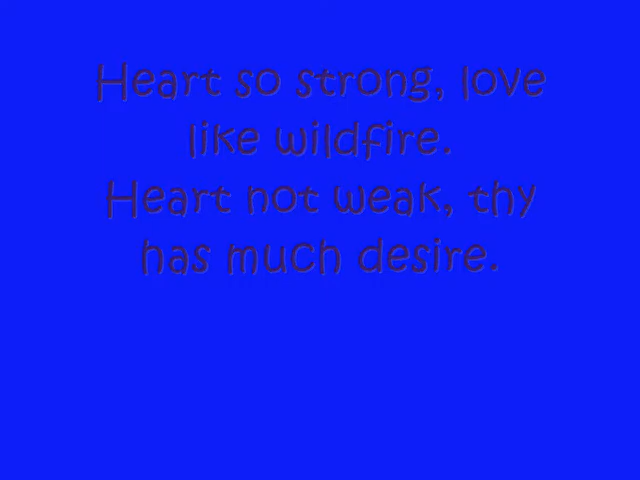 Heart so strong, love
like wildfire.
Heart not weak, thy
has much desire.